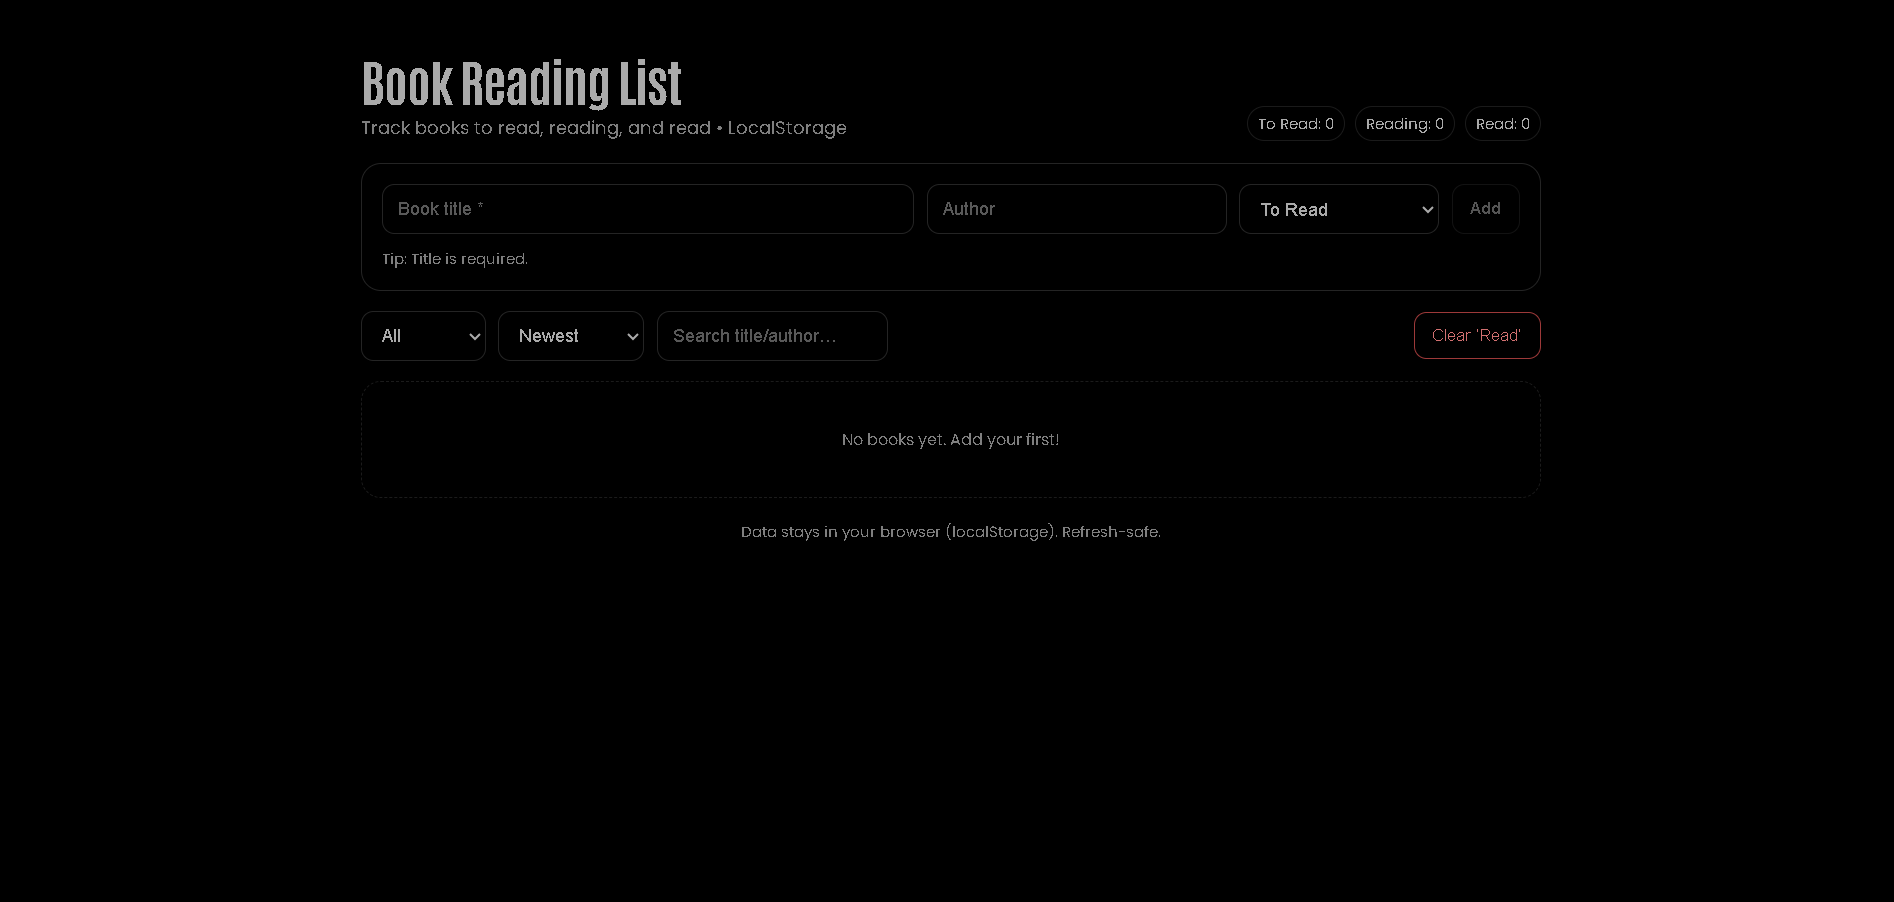 Book Reading List
Track books to read, reading, and read • LocalStorage
To Read: 0 Reading: 0 Read: 0
Book title * Author To Read Add
Tip: Title is required.
All Newest Search title/author... Clear 'Read'
No books yet. Add your first!
Data stays in your browser (localStorage). Refresh-safe.